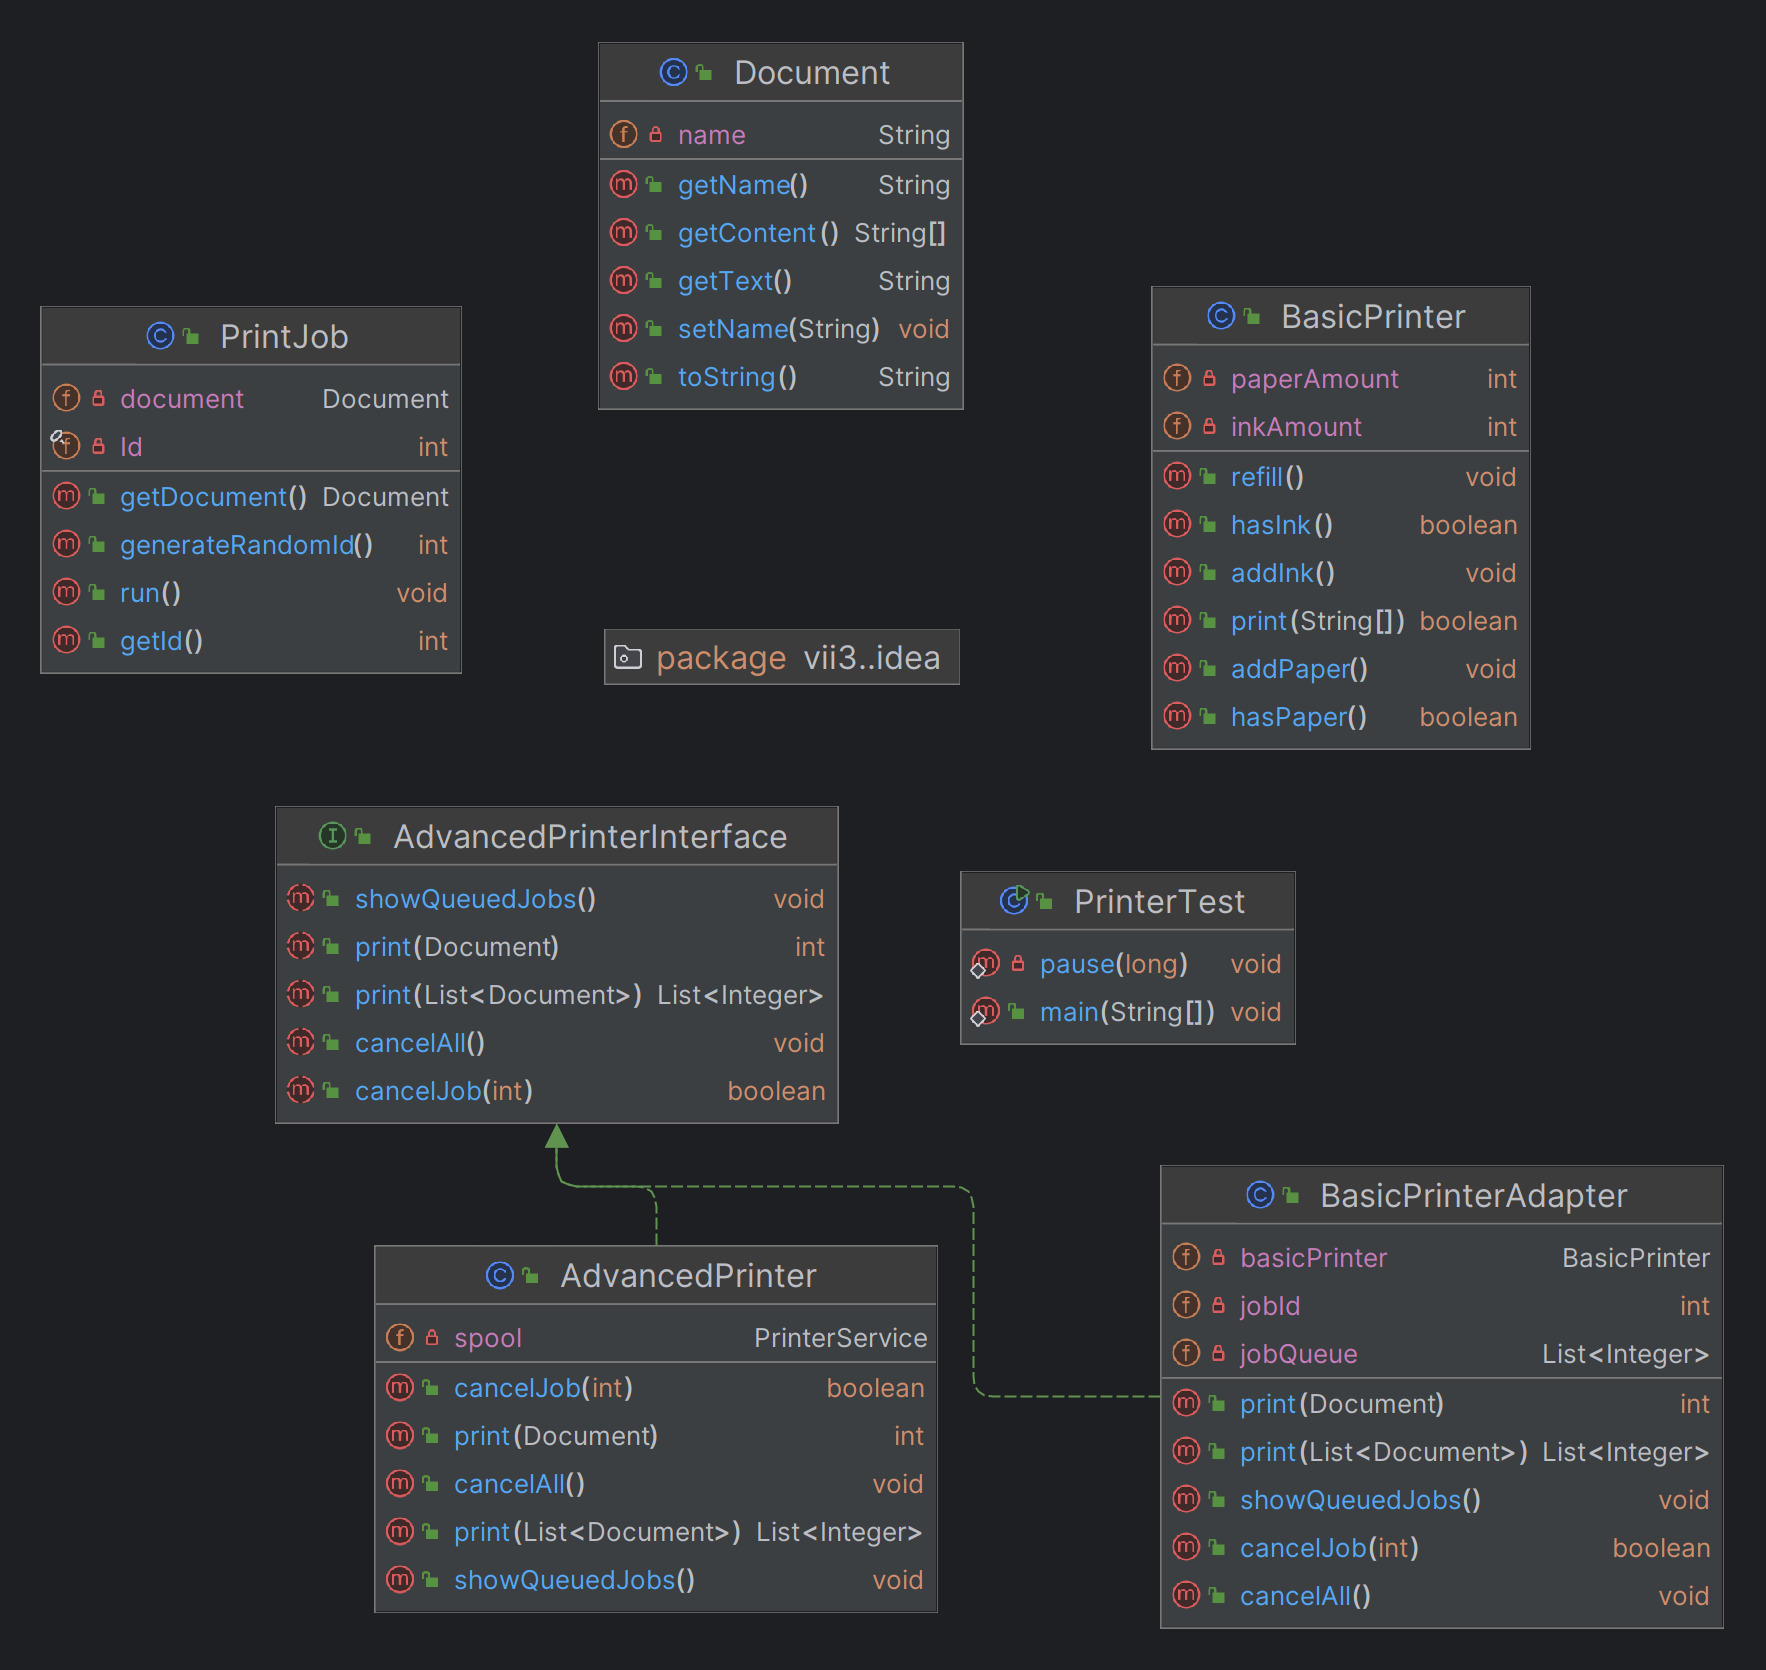 Document
name String
getName() String
getContent() String[]
getText() String
setName(String) void
toString() String
PrintJob
document Document
Id int
getDocument() Document
generateRandomId() int
run() void
getId() int
BasicPrinter
paperAmount int
inkAmount int
refill() void
hasInk() boolean
addInk() void
print(String[]) boolean
addPaper() void
hasPaper() boolean
package vii3..idea
AdvancedPrinterInterface
showQueuedJobs() void
print(Document) int
print(List<Document>) List<Integer>
cancelAll() void
cancelJob(int) boolean
PrinterTest
pause(long) void
main(String[]) void
AdvancedPrinter
spool PrinterService
cancelJob(int) boolean
print(Document) int
cancelAll() void
print(List<Document>) List<Integer>
showQueuedJobs() void
BasicPrinterAdapter
basicPrinter BasicPrinter
jobId int
jobQueue List<Integer>
print(Document) int
print(List<Document>) List<Integer>
showQueuedJobs() void
cancelJob(int) boolean
cancelAll() void